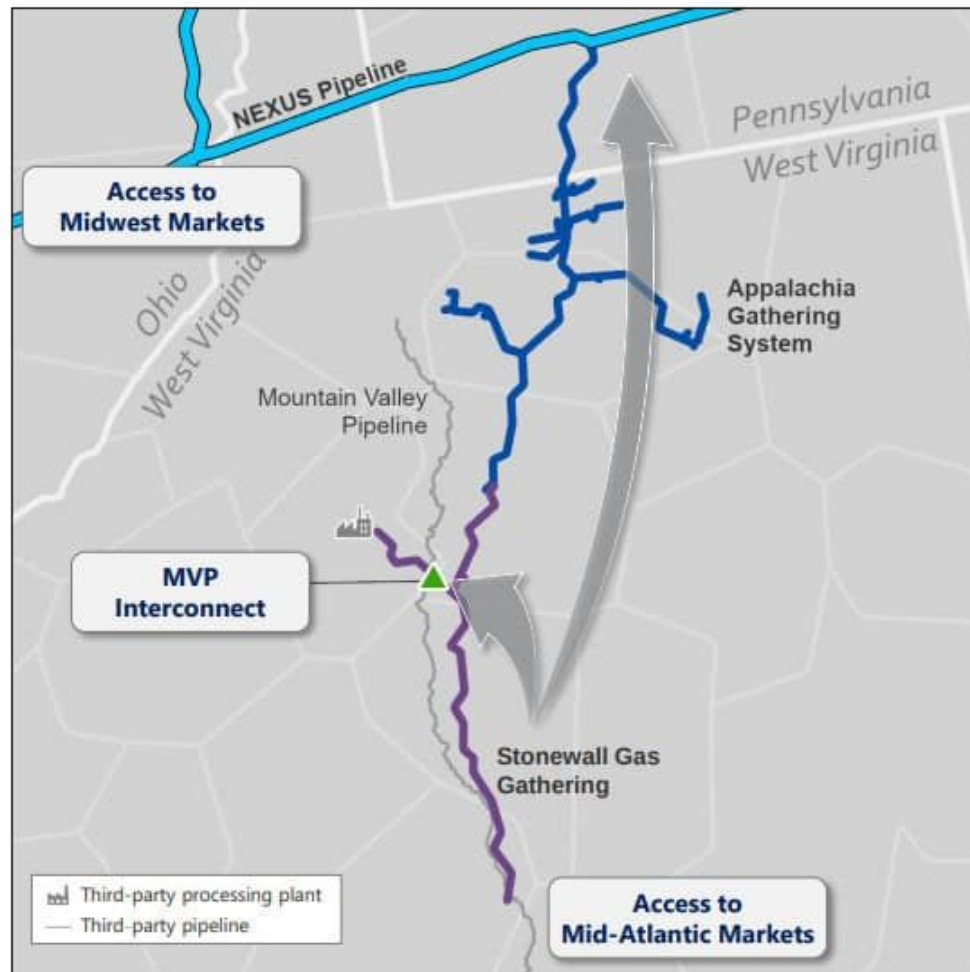 NEXUS Pipeline
Pennsylvania
West Virginia
Access to
Midwest Markets
Ohio
West Virginia
Appalachia
Gathering
System
Mountain Valley
Pipeline
MVP
Interconnect
Stonewall Gas
Gathering
Third-party processing plant
Third-party pipeline
Access to
Mid-Atlantic Markets